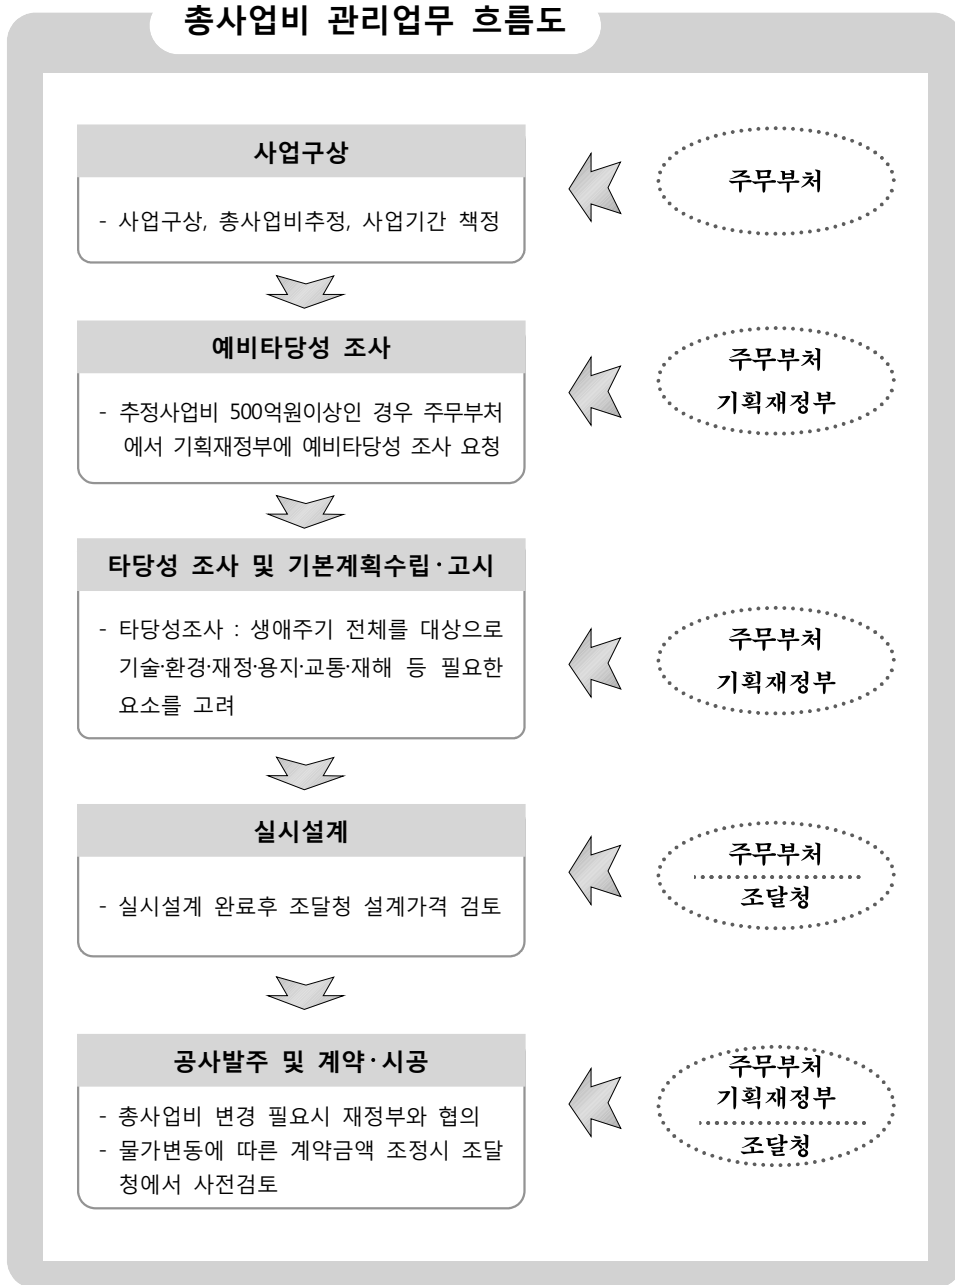 총사업비 관리업무 흐름도
사업구상
주무부처
- 사업구상, 총사업비추정, 사업기간 책정
예비타당성 조사
주무부처
기획재정부
- 추정사업비 500억원이상인 경우 주무부처
에서 기획재정부에 예비타당성 조사 요청
타당성 조사 및 기본계획수립·고시
- 타당성조사 : 생애주기 전체를 대상으로
기술·환경·재정·용지·교통·재해 등 필요한
요소를 고려
주무부처
기획재정부
실시설계
- 실시설계 완료후 조달청 설계가격 검토
주무부처
조달청
공사발주 및 계약·시공
- 총사업비 변경 필요시 재정부와 협의
- 물가변동에 따른 계약금액 조정시 조달
청에서 사전검토
주무부처
기획재정부
조달청